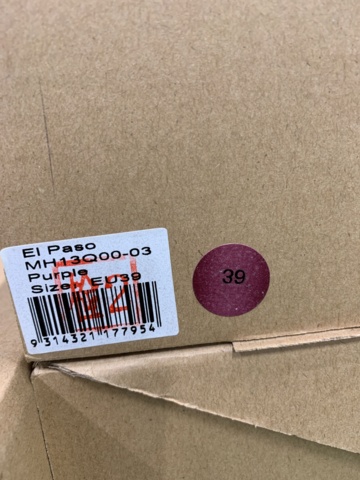 El Paso
MH13Q00-03
Purple
Size: EU39
9 314321 177954
39